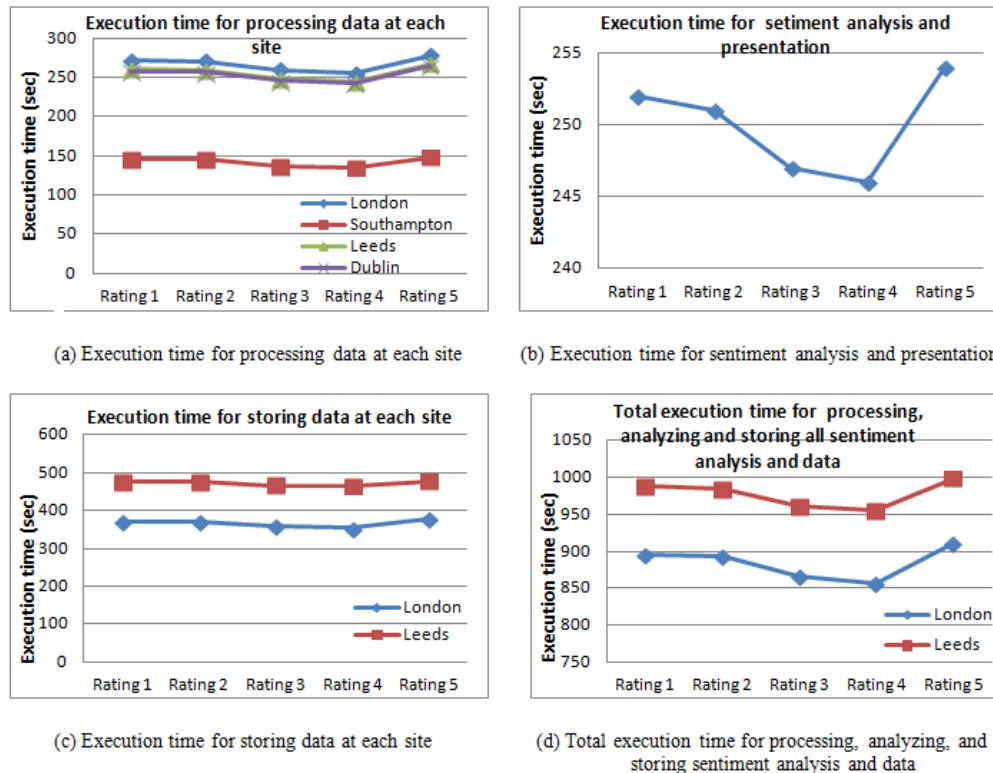 Execution time for processing data at each
site
Execution time (sec)
300
250
200
150
100
50
0
London
Southampton
Leeds
Dublin
Rating 1 Rating 2 Rating 3 Rating 4 Rating 5
(a) Execution time for processing data at each site
Execution time for setiment analysis and
presentation
Execution time (sec)
255
250
245
240
Rating 1 Rating 2 Rating 3 Rating 4 Rating 5
(b) Execution time for sentiment analysis and presentation
Execution time for storing data at each site
Execution time (sec)
600
500
400
300
200
100
0
London
Leeds
Rating 1 Rating 2 Rating 3 Rating 4 Rating 5
(c) Execution time for storing data at each site
Total execution time for processing,
analyzing and storing all sentiment
analysis and data
Execution time (sec)
1050
1000
950
900
850
800
750
London
Leeds
Rating 1 Rating 2 Rating 3 Rating 4 Rating 5
(d) Total execution time for processing, analyzing, and
storing sentiment analysis and data